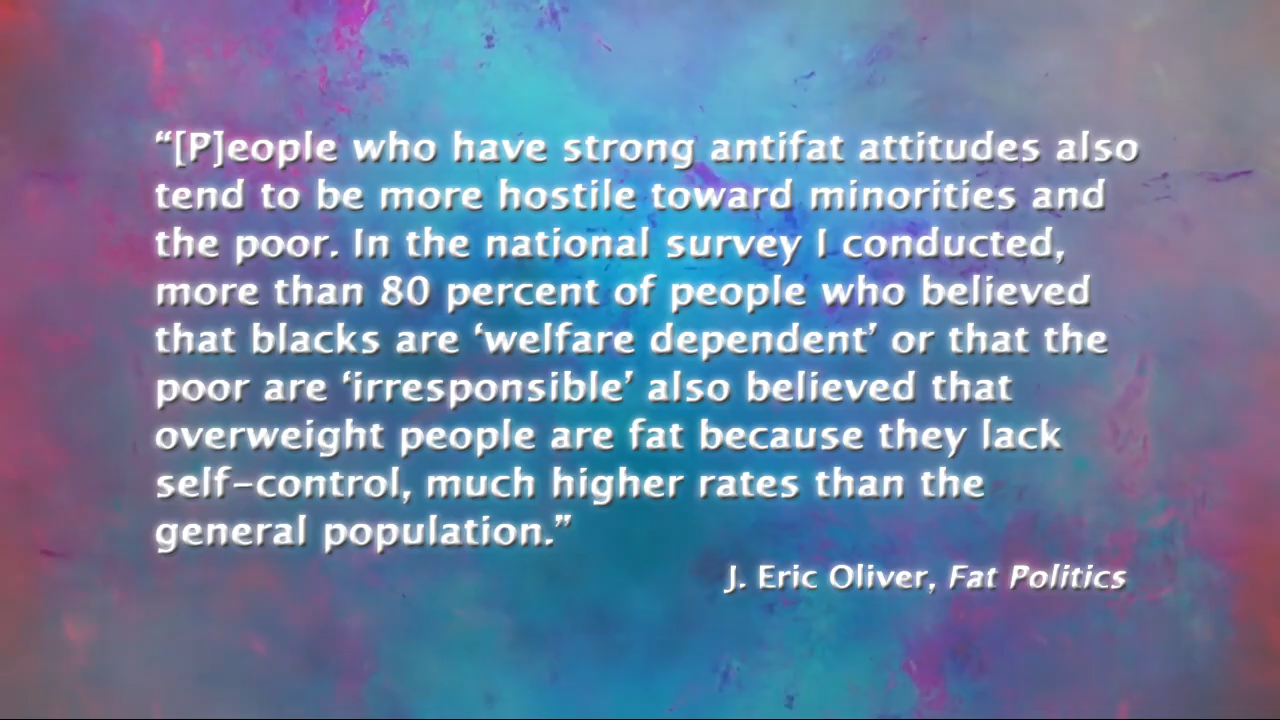 “[P]eople who have strong antifat attitudes also
tend to be more hostile toward minorities and
the poor. In the national survey I conducted,
more than 80 percent of people who believed
that blacks are ‘welfare dependent’ or that the
poor are ‘irresponsible’ also believed that
overweight people are fat because they lack
self-control, much higher rates than the
general population.”
J. Eric Oliver, Fat Politics